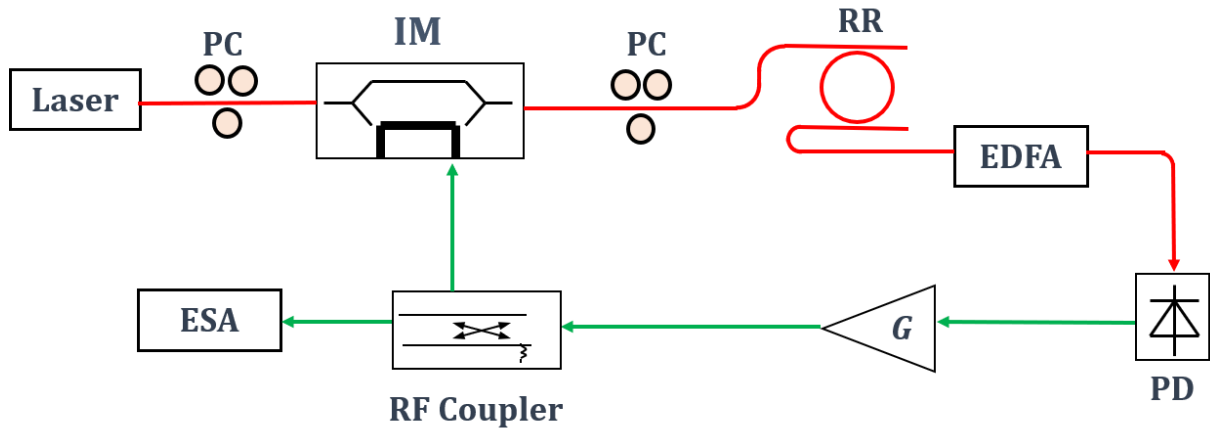 PC
IM
PC
RR
Laser
EDFA
ESA
G
RF Coupler
PD